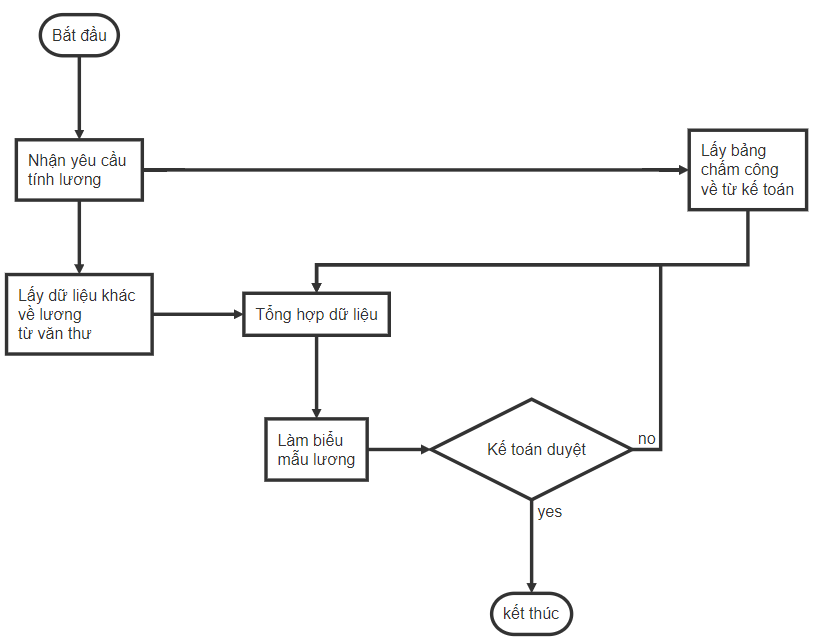 Bắt đầu
Nhận yêu cầu
tính lương
Lấy bảng
chấm công
về từ kế toán
Lấy dữ liệu khác
về lương
từ văn thư
Tổng hợp dữ liệu
Làm biểu
mẫu lương
Kế toán duyệt
no
yes
kết thúc